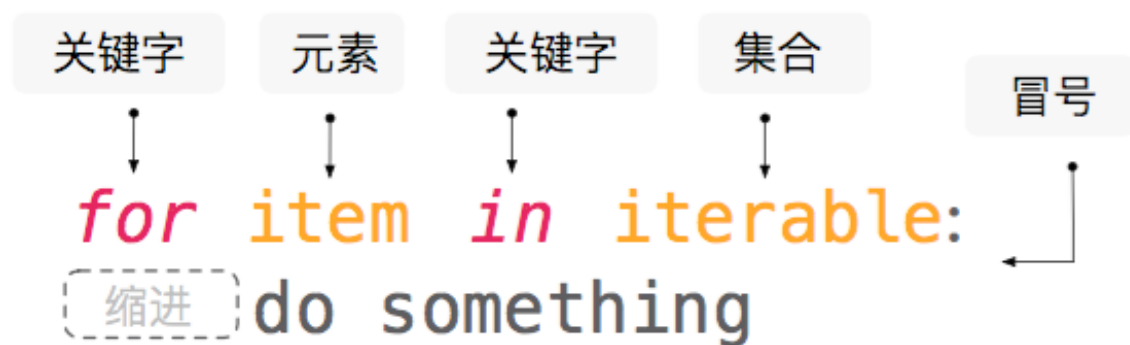 关键字 元素 关键字 集合
冒号
for item in iterable:
缩进 do something